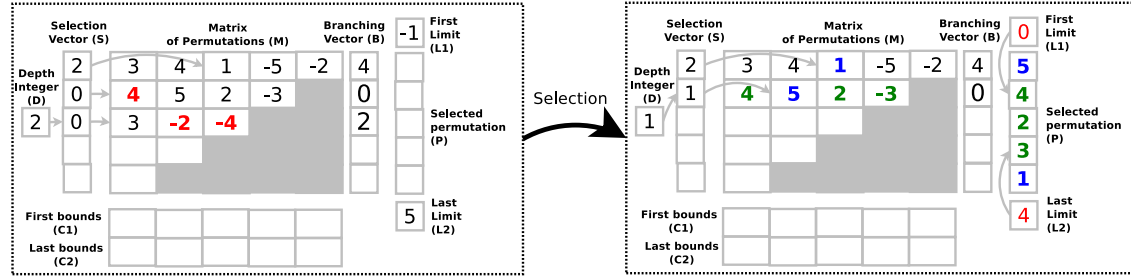 Selection
Vector (S)
Matrix
of Permutations (M)
Branching
Vector (B)
First
Limit
(L1)
-1
Depth
Integer
(D)
2 3 4 1 -5 -2 4
0 4 5 2 -3 0
2 0 3 -2 -4 2
Selected
permutation
(P)
5
Last
Limit
(L2)
First bounds
(C1)
Last bounds
(C2)
Selection
Selection
Vector (S)
Matrix
of Permutations (M)
Branching
Vector (B)
0
First
Limit
(L1)
Depth
Integer
(D)
2 3 4 1 -5 -2 4 5
1 4 5 2 -3 0 4
1
2
3
1
Selected
permutation
(P)
4
Last
Limit
(L2)
First bounds
(C1)
Last bounds
(C2)